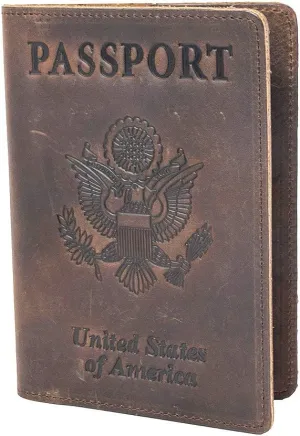 PASSPORT
United States
of America